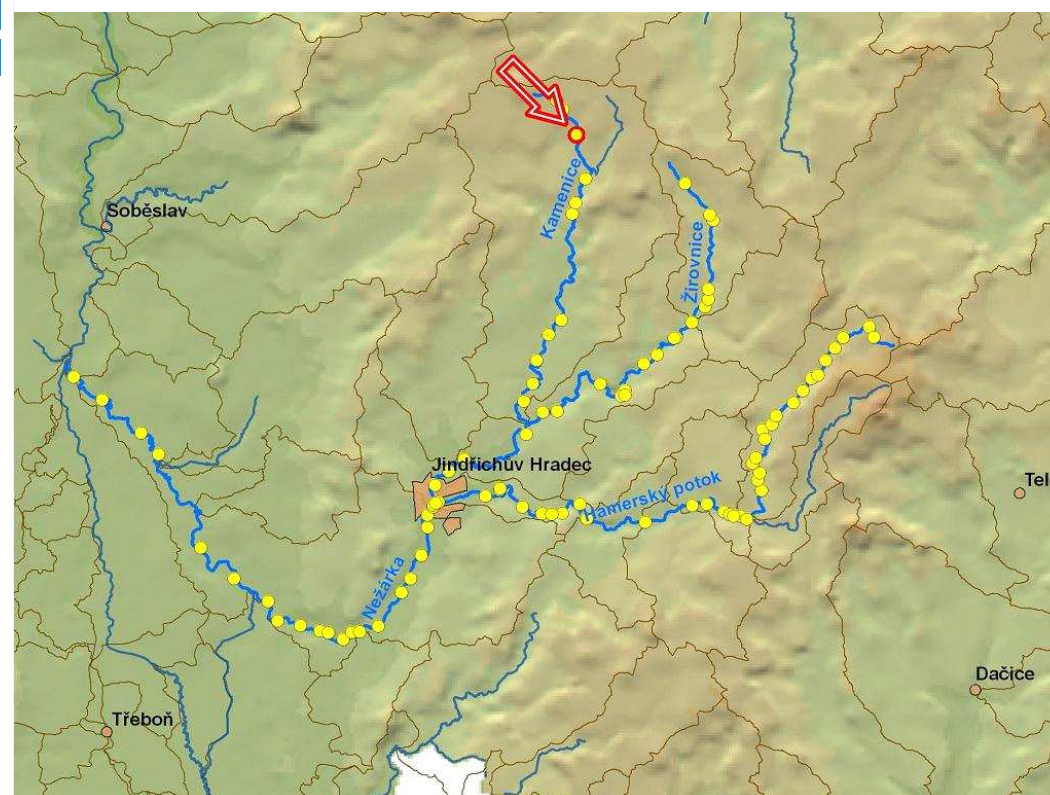 Soběslav
Kamenice
Žirovnice
Jindřichův Hradec
Hamerský potok
Tel
Nežárka
Dačice
Třeboň